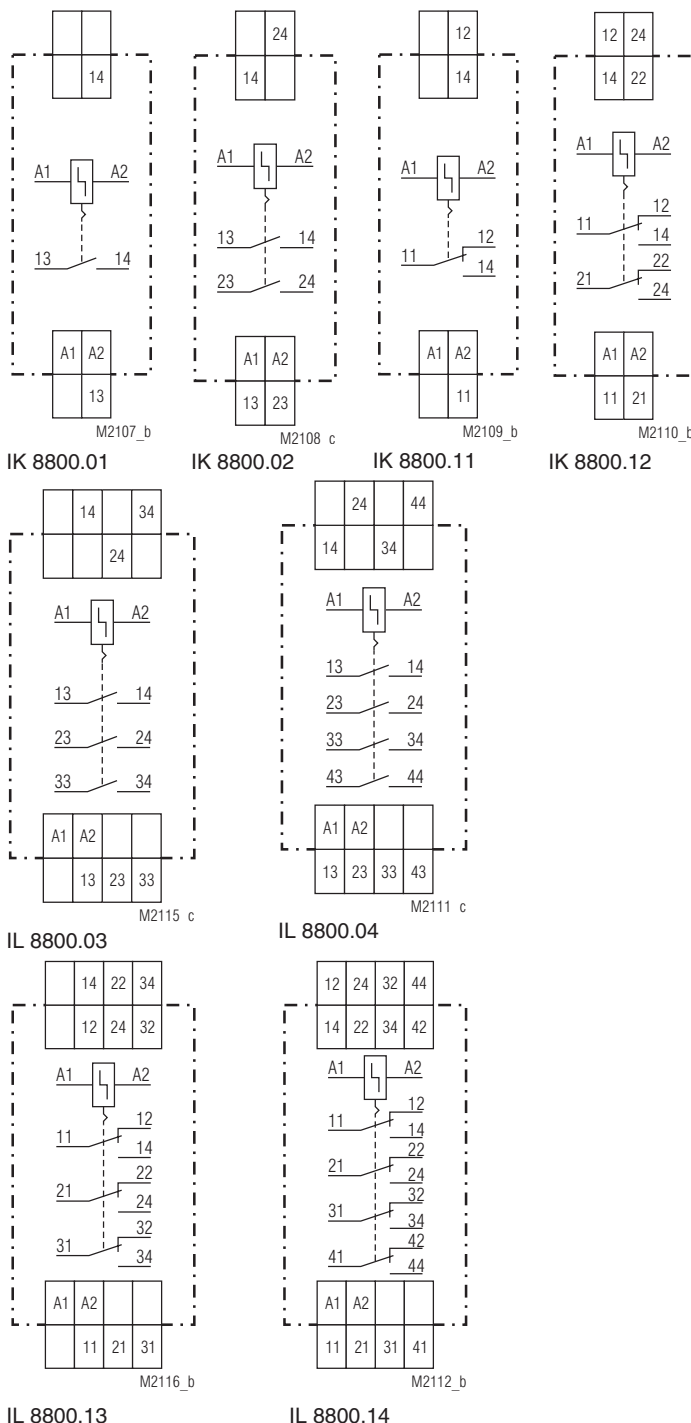 14
A1 A2
13 14
A1 A2
13
M2107_b
IK 8800.01
24
14
A1 A2
13 14
23 24
A1 A2
13 23
M2108 c
IK 8800.02
12
14
A1 A2
12
11
14
A1 A2
11
M2109_b
IK 8800.11
12 24
14 22
A1 A2
12
11
14
22
21
24
A1 A2
11 21
M2110_b
IK 8800.12
14 34
24
A1 A2
13 14
23 24
33 34
A1 A2
13 23 33
M2115 c
IL 8800.03
24 44
14 34
A1 A2
13 14
23 24
33 34
43 44
A1 A2
13 23 33 43
M2111 c
IL 8800.04
14 22 34
12 24 32
A1 A2
12
11
14
22
21
24
32
31
34
A1 A2
11 21 31
M2116_b
IL 8800.13
12 24 32 44
14 22 34 42
A1 A2
12
11
14
22
21
24
32
31
34
42
41
44
A1 A2
11 21 31 41
M2112_b
IL 8800.14